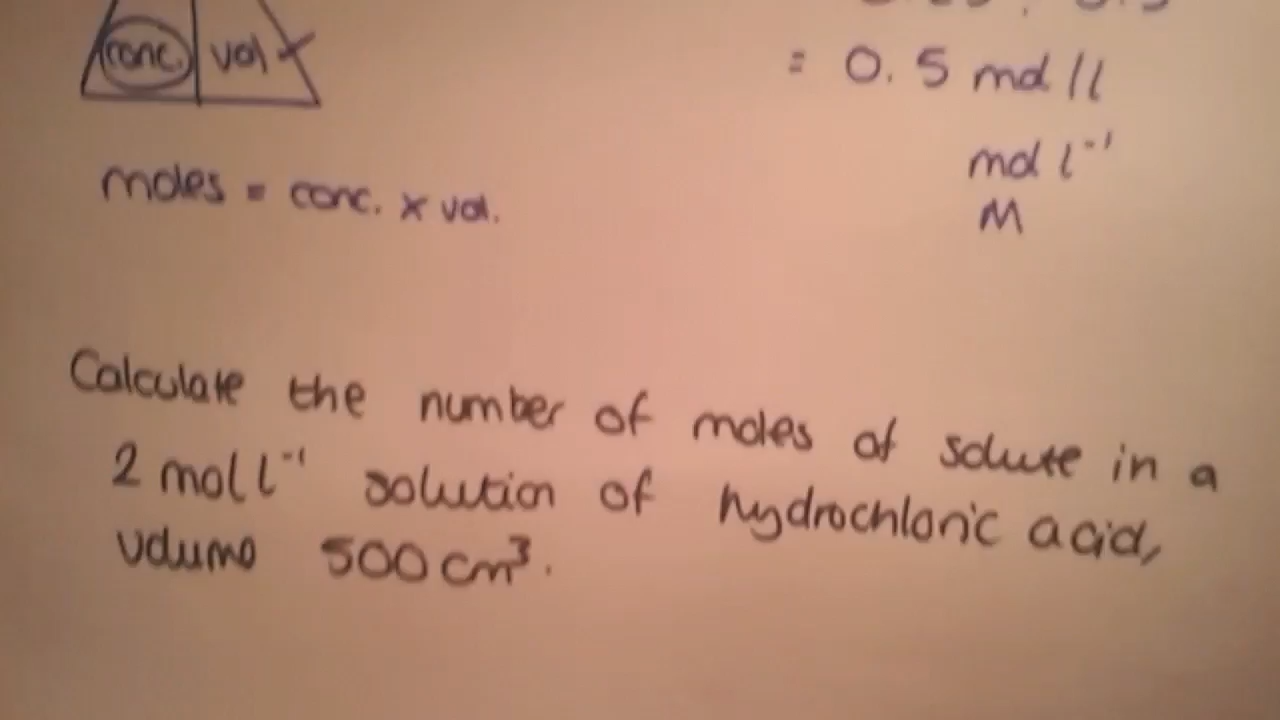 conc. vol
= 0.5 mol/l
mol l⁻¹
M
moles = conc. x vol.
Calculate the number of moles of solute in a
2 mol l⁻¹ solution of hydrochloric acid,
volume 500 cm³.